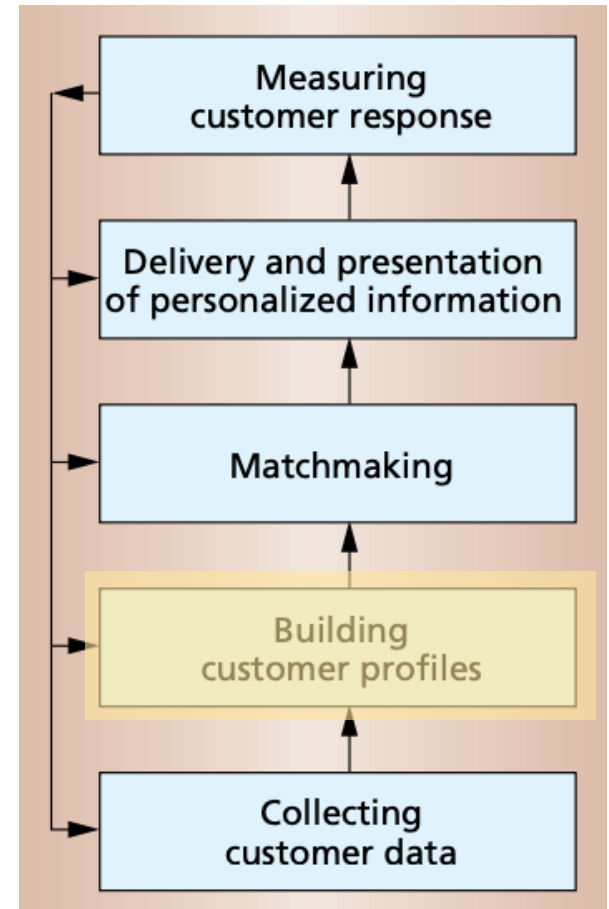 Measuring
customer response
Delivery and presentation
of personalized information
Matchmaking
Building
customer profiles
Collecting
customer data